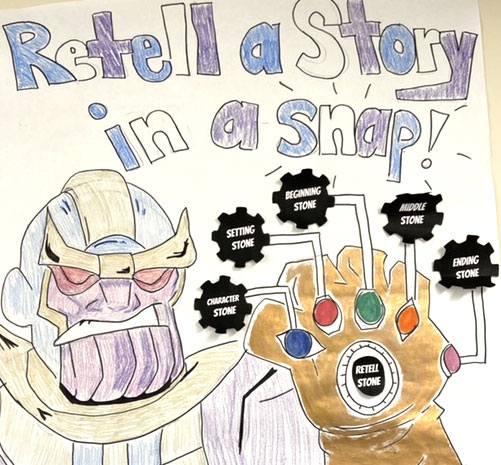 Retell a Story
in a snap!
BEGINNING
STONE
MIDDLE
STONE
SETTING
STONE
ENDING
STONE
CHARACTER
STONE
RETELL
STONE